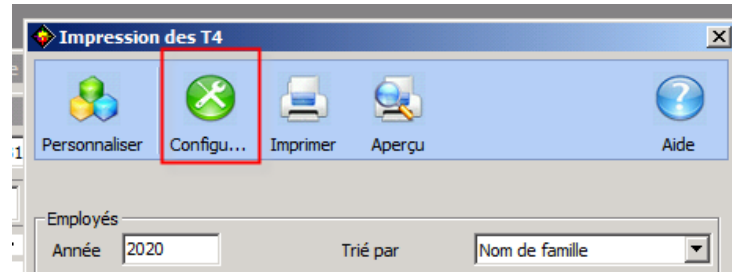 Impression des T4
Personnaliser Configu... Imprimer Aperçu Aide
Employés
Année 2020 Trié par Nom de famille